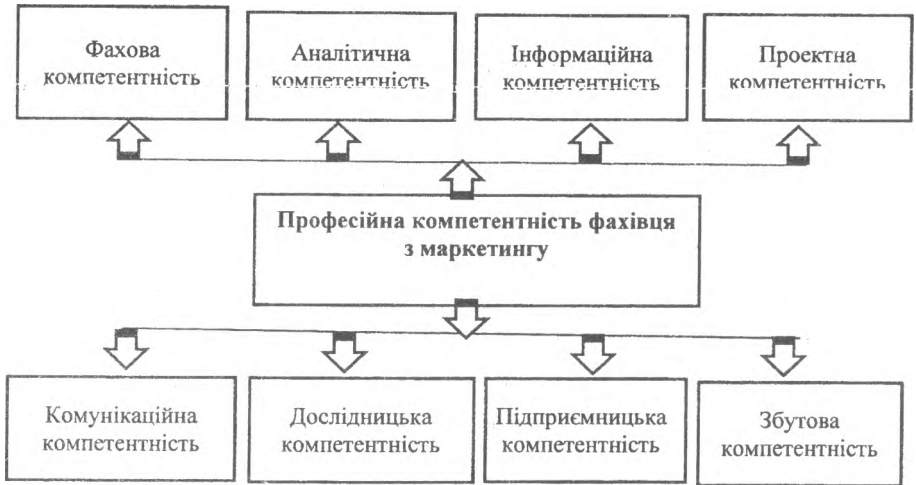 Фахова
компетентність
Аналітична
компетентність
Інформаційна
компетентність
Проектна
компетентність
Професійна компетентність фахівця
з маркетингу
Комунікаційна
компетентність
Дослідницька
компетентність
Підприємницька
компетентність
Збутова
компетентність